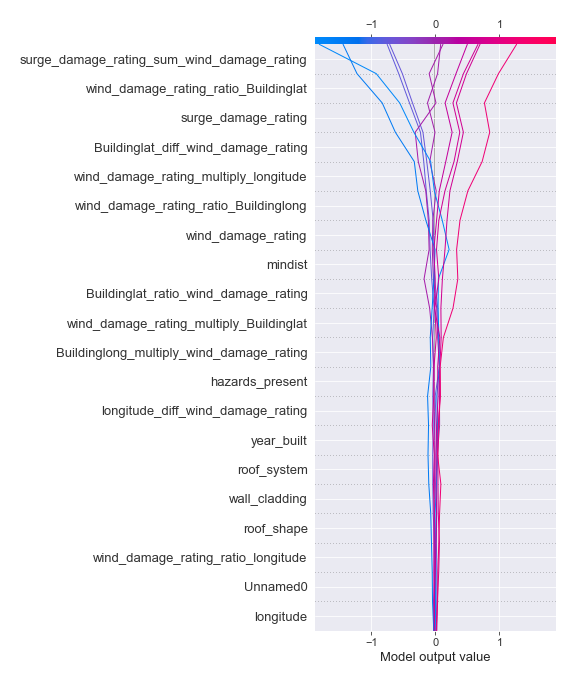 −1 0 1
surge_damage_rating_sum_wind_damage_rating
wind_damage_rating_ratio_Buildinglat
surge_damage_rating
Buildinglat_diff_wind_damage_rating
wind_damage_rating_multiply_longitude
wind_damage_rating_ratio_Buildinglong
wind_damage_rating
mindist
Buildinglat_ratio_wind_damage_rating
wind_damage_rating_multiply_Buildinglat
Buildinglong_multiply_wind_damage_rating
hazards_present
longitude_diff_wind_damage_rating
year_built
roof_system
wall_cladding
roof_shape
wind_damage_rating_ratio_longitude
Unnamed0
longitude
−1 0 1
Model output value